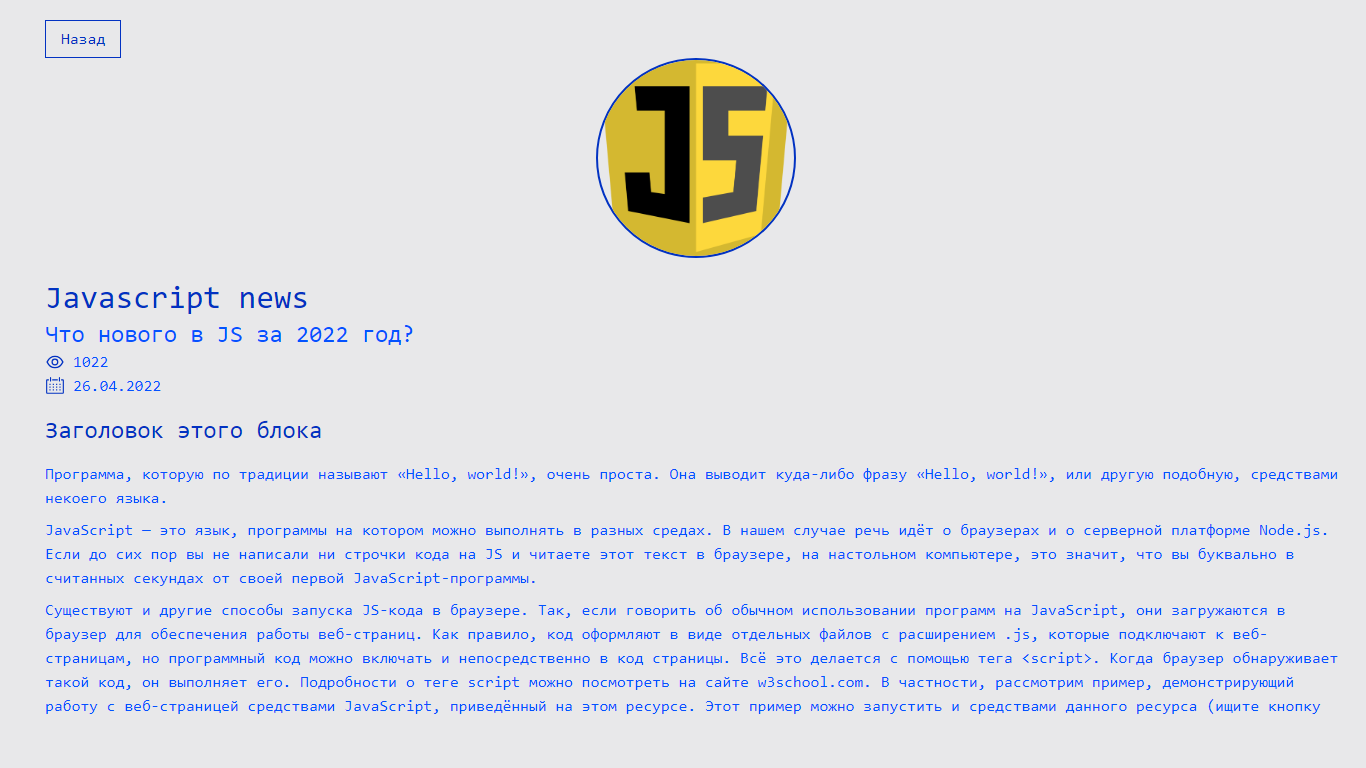 Назад
JS
Javascript news
Что нового в JS за 2022 год?
1022
26.04.2022
Заголовок этого блока
Программа, которую по традиции называют «Hello, world!», очень проста. Она выводит куда-либо фразу «Hello, world!», или другую подобную, средствами
некоего языка.
JavaScript — это язык, программы на котором можно выполнять в разных средах. В нашем случае речь идёт о браузерах и о серверной платформе Node.js.
Если до сих пор вы не написали ни строчки кода на JS и читаете этот текст в браузере, на настольном компьютере, это значит, что вы буквально в
считанных секундах от своей первой JavaScript-программы.
Существуют и другие способы запуска JS-кода в браузере. Так, если говорить об обычном использовании программ на JavaScript, они загружаются в
браузер для обеспечения работы веб-страниц. Как правило, код оформляют в виде отдельных файлов с расширением .js, которые подключают к веб-
страницам, но программный код можно включать и непосредственно в код страницы. Всё это делается с помощью тега <script>. Когда браузер обнаруживает
такой код, он выполняет его. Подробности о теге script можно посмотреть на сайте w3school.com. В частности, рассмотрим пример, демонстрирующий
работу с веб-страницей средствами JavaScript, приведённый на этом ресурсе. Этот пример можно запустить и средствами данного ресурса (ищите кнопку